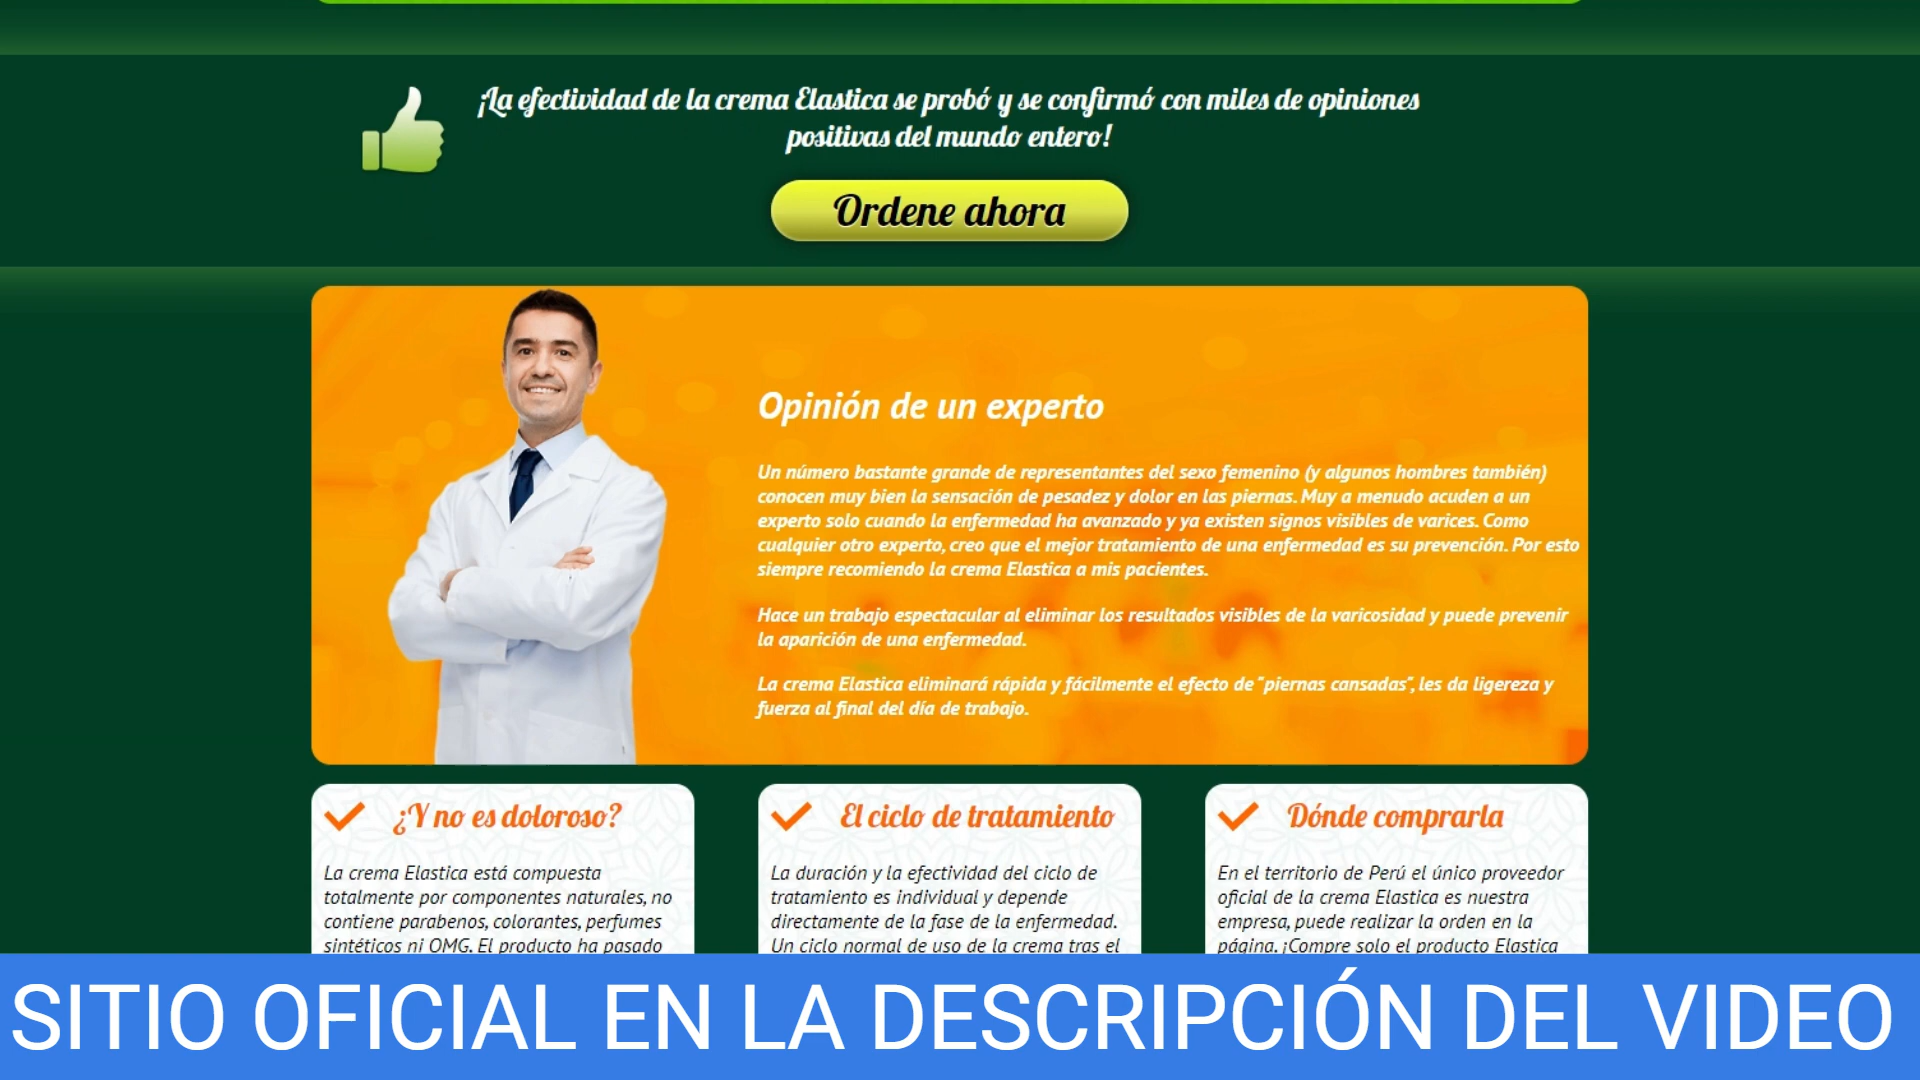 ¡La efectividad de la crema Elastica se probó y se confirmó con miles de opiniones
positivas del mundo entero!
Ordene ahora
Opinión de un experto
Un número bastante grande de representantes del sexo femenino (y algunos hombres también)
conocen muy bien la sensación de pesadez y dolor en las piernas. Muy a menudo acuden a un
experto solo cuando la enfermedad ha avanzado y ya existen signos visibles de varices. Como
cualquier otro experto, creo que el mejor tratamiento de una enfermedad es su prevención. Por esto
siempre recomiendo la crema Elastica a mis pacientes.
Hace un trabajo espectacular al eliminar los resultados visibles de la varicosidad y puede prevenir
la aparición de una enfermedad.
La crema Elastica eliminará rápida y fácilmente el efecto de "piernas cansadas", les da ligereza y
fuerza al final del día de trabajo.
¿Y no es doloroso?
La crema Elastica está compuesta
totalmente por componentes naturales, no
contiene parabenos, colorantes, perfumes
sintéticos ni OMG. El producto ha pasado
El ciclo de tratamiento
La duración y la efectividad del ciclo de
tratamiento es individual y depende
directamente de la fase de la enfermedad.
Un ciclo normal de uso de la crema tras el
Dónde comprarla
En el territorio de Perú el único proveedor
oficial de la crema Elastica es nuestra
empresa, puede realizar la orden en la
página. ¡Compre solo el producto Elastica
SITIO OFICIAL EN LA DESCRIPCIÓN DEL VIDEO